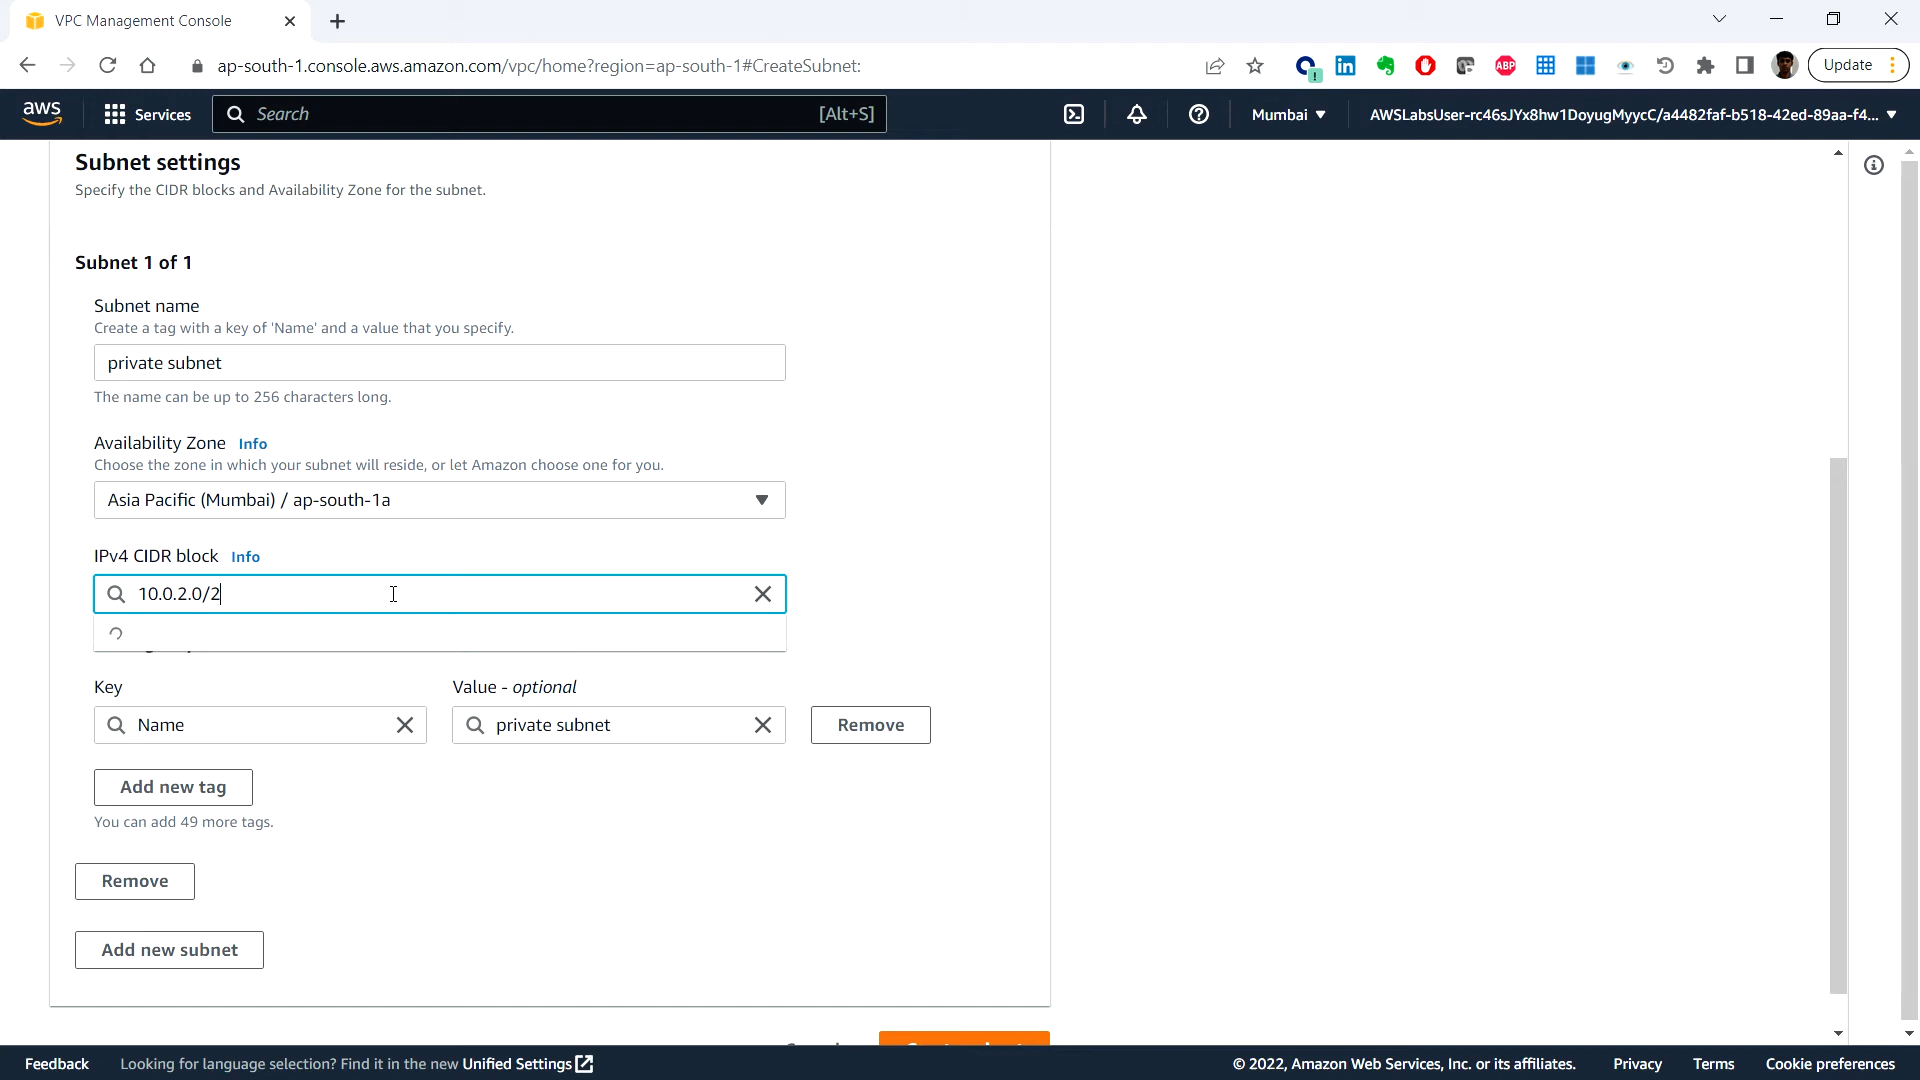 VPC Management Console
ap-south-1.console.aws.amazon.com/vpc/home?region=ap-south-1#CreateSubnet:
ABP
Update
aws
Services
Search
[Alt+S]
Mumbai
AWSLabsUser-rc46sJYx8hw1DoyugMyycC/a4482faf-b518-42ed-89aa-f4...
Subnet settings
Specify the CIDR blocks and Availability Zone for the subnet.
Subnet 1 of 1
Subnet name
Create a tag with a key of 'Name' and a value that you specify.
private subnet
The name can be up to 256 characters long.
Availability Zone Info
Choose the zone in which your subnet will reside, or let Amazon choose one for you.
Asia Pacific (Mumbai) / ap-south-1a
IPv4 CIDR block Info
10.0.2.0/2
Key
Value - optional
Name
private subnet
Remove
Add new tag
You can add 49 more tags.
Remove
Add new subnet
Feedback
Looking for language selection? Find it in the new Unified Settings
© 2022, Amazon Web Services, Inc. or its affiliates.
Privacy
Terms
Cookie preferences